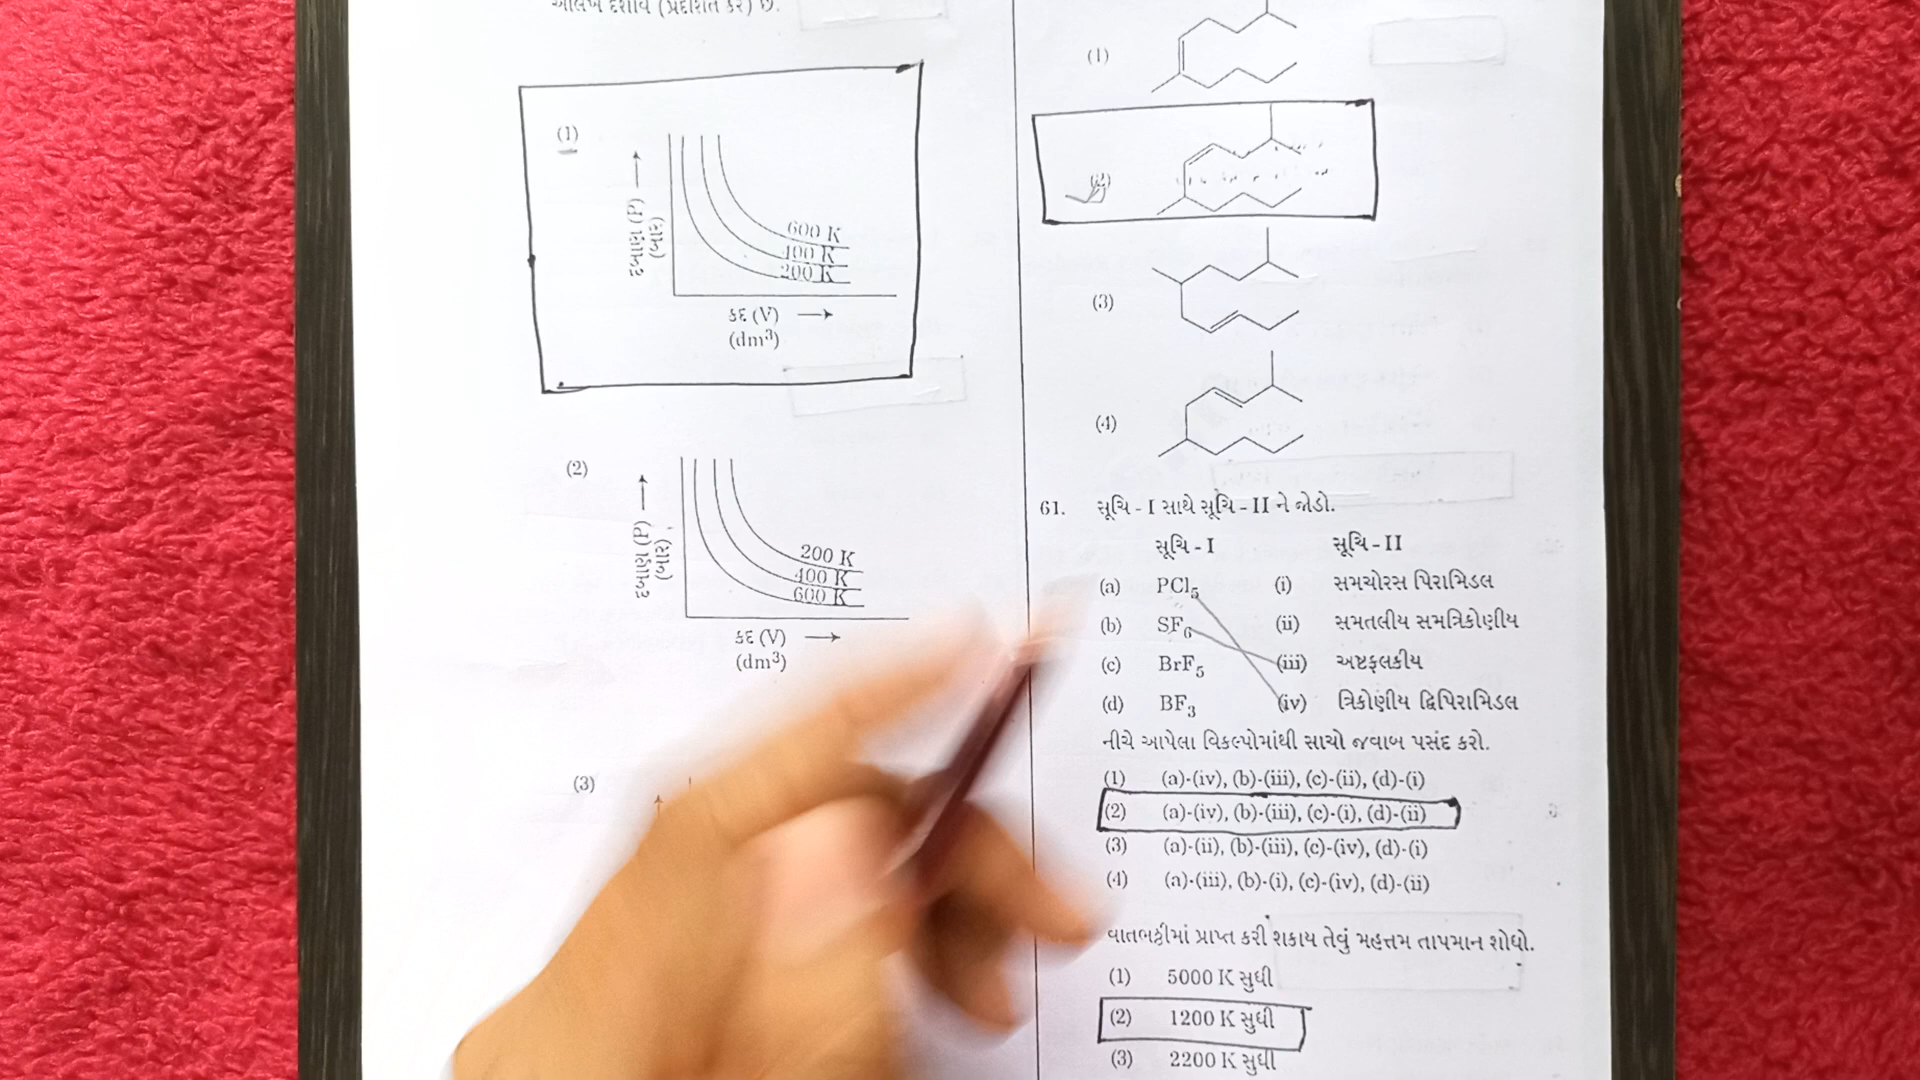 આલેખ દર્શાવે (પ્રદર્શિત કરે) છે.
(1)
દબાણ (P)
(બાર)
600 K
400 K
200 K
કદ (V)
(dm³)
(2)
દબાણ (P)
(બાર)
200 K
400 K
600 K
કદ (V)
(dm³)
(3)
(1)
(2)
(3)
(4)
61. સૂચિ - I સાથે સૂચિ - II ને જોડો.
સૂચિ - I સૂચિ - II
(a) PCl₅ (i) સમચોરસ પિરામિડલ
(b) SF₆ (ii) સમતલીય સમત્રિકોણીય
(c) BrF₅ (iii) અષ્ટફલકીય
(d) BF₃ (iv) ત્રિકોણીય દ્વિપિરામિડલ
નીચે આપેલા વિકલ્પોમાંથી સાચો જવાબ પસંદ કરો.
(1) (a)-(iv), (b)-(iii), (c)-(ii), (d)-(i)
(2) (a)-(iv), (b)-(iii), (c)-(i), (d)-(ii)
(3) (a)-(ii), (b)-(iii), (c)-(iv), (d)-(i)
(4) (a)-(iii), (b)-(i), (c)-(iv), (d)-(ii)
વાતભઠ્ઠીમાં પ્રાપ્ત કરી શકાય તેવું મહત્તમ તાપમાન શોધો.
(1) 5000 K સુધી
(2) 1200 K સુધી
(3) 2200 K સુધી